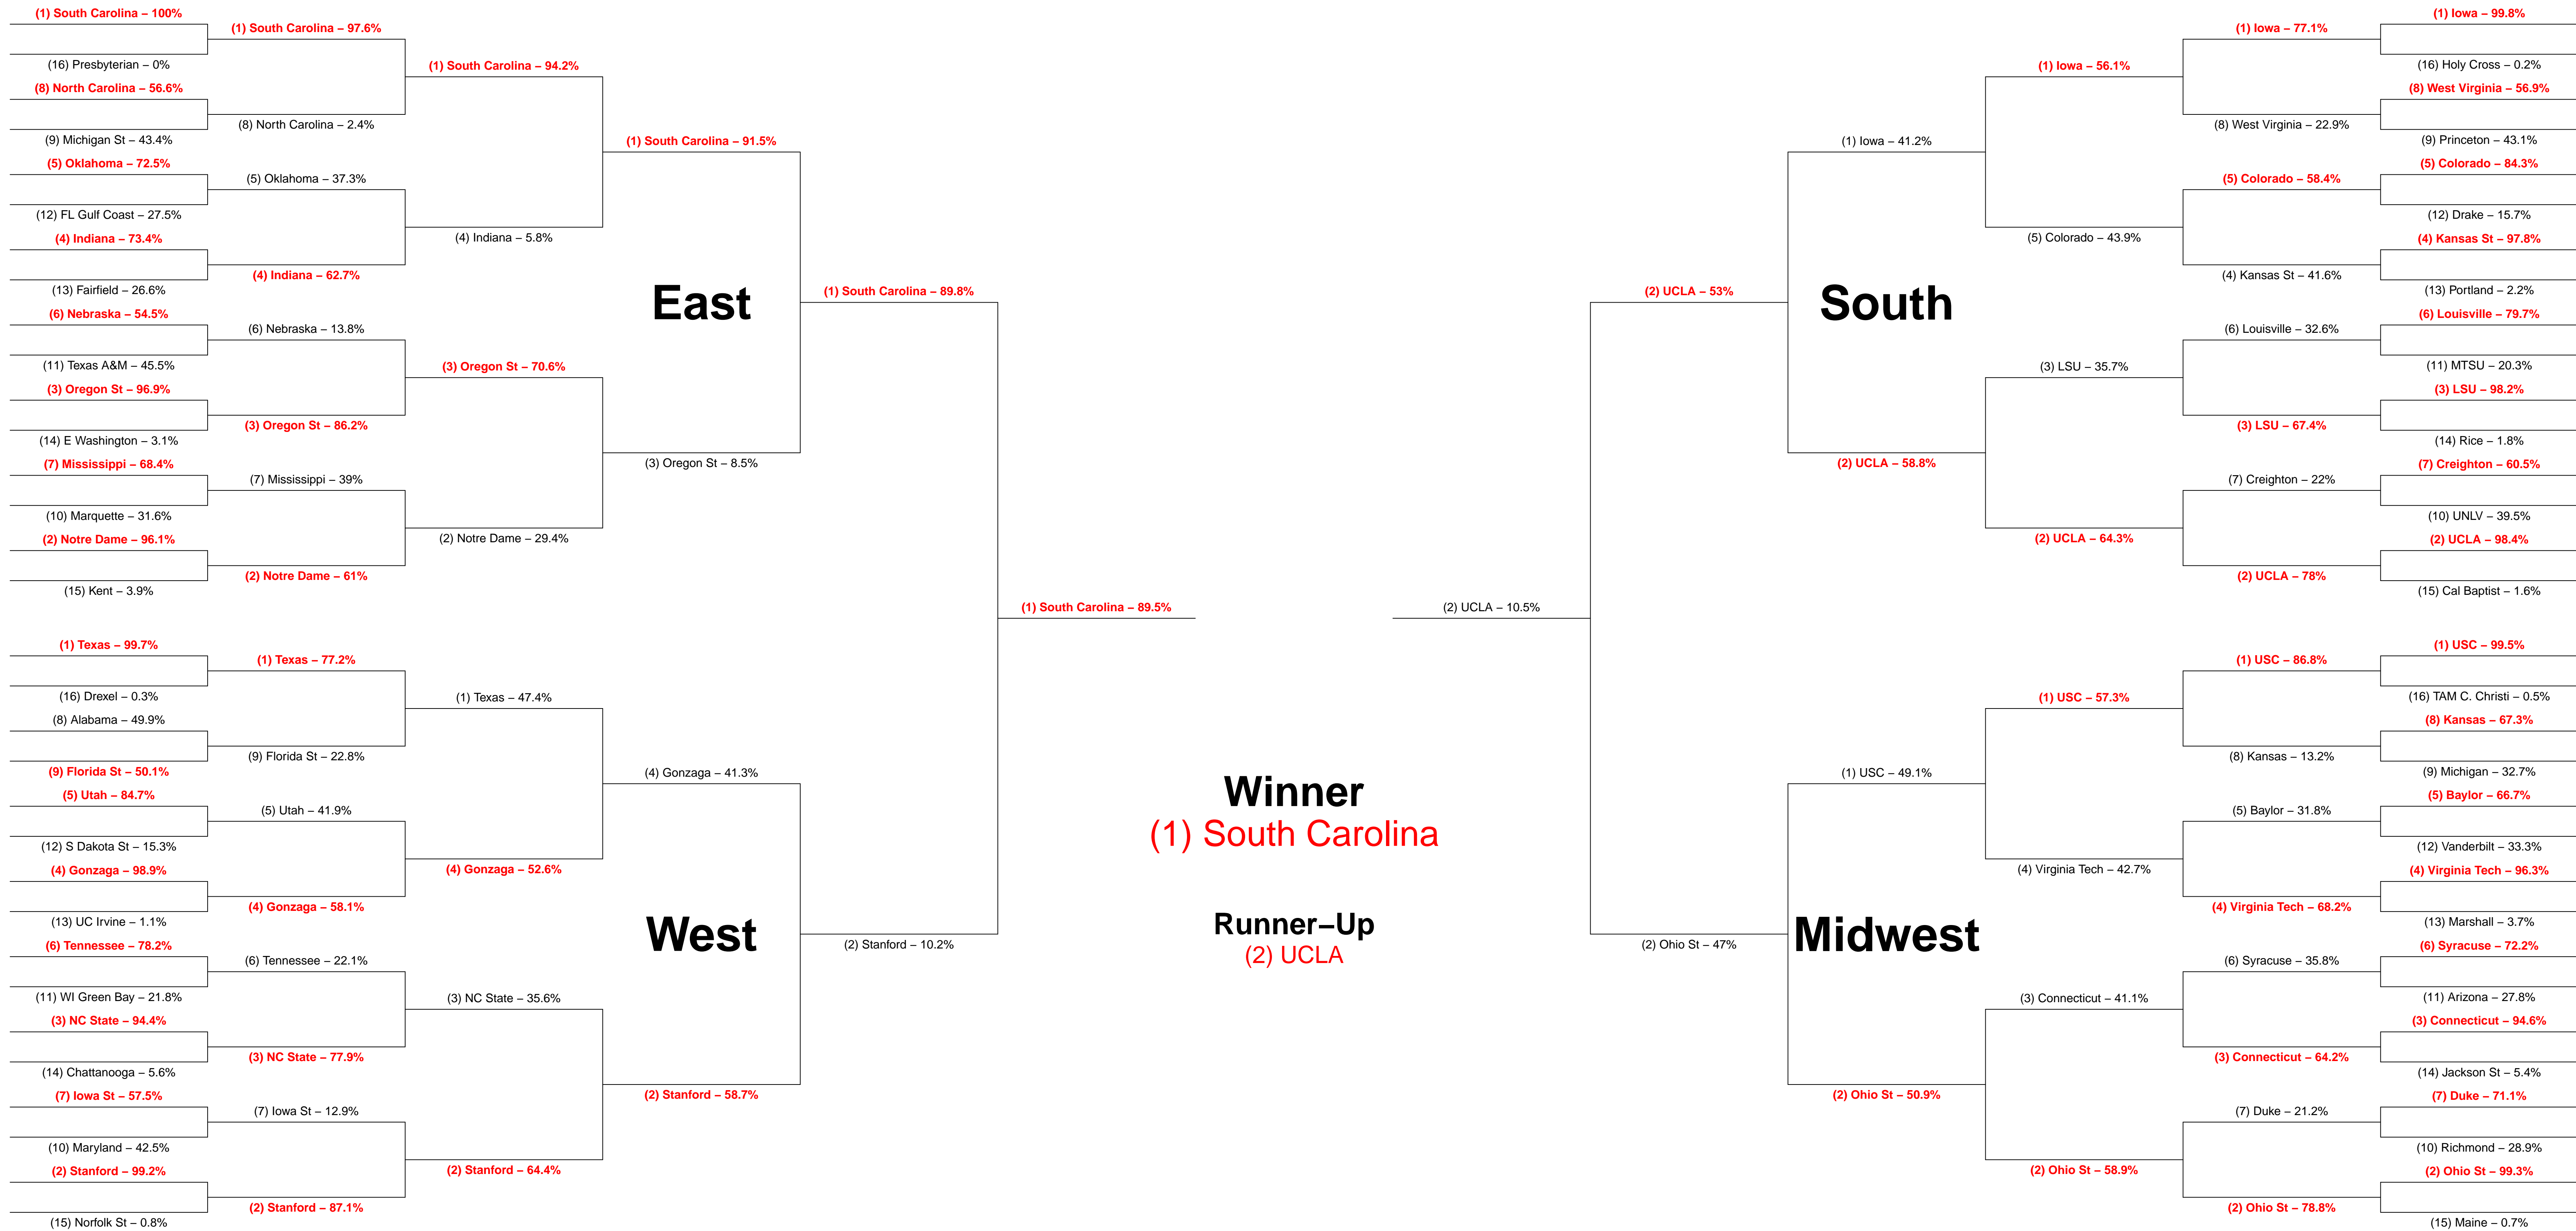 (1) South Carolina – 100%
(16) Presbyterian – 0%
(8) North Carolina – 56.6%
(9) Michigan St – 43.4%
(5) Oklahoma – 72.5%
(12) FL Gulf Coast – 27.5%
(4) Indiana – 73.4%
(13) Fairfield – 26.6%
(6) Nebraska – 54.5%
(11) Texas A&M – 45.5%
(3) Oregon St – 96.9%
(14) E Washington – 3.1%
(7) Mississippi – 68.4%
(10) Marquette – 31.6%
(2) Notre Dame – 96.1%
(15) Kent – 3.9%
(1) South Carolina – 97.6%
(8) North Carolina – 2.4%
(5) Oklahoma – 37.3%
(4) Indiana – 62.7%
(6) Nebraska – 13.8%
(3) Oregon St – 86.2%
(7) Mississippi – 39%
(2) Notre Dame – 61%
(1) South Carolina – 94.2%
(4) Indiana – 5.8%
(3) Oregon St – 70.6%
(2) Notre Dame – 29.4%
(1) South Carolina – 91.5%
(3) Oregon St – 8.5%
East
(1) South Carolina – 89.8%
(1) Texas – 99.7%
(16) Drexel – 0.3%
(8) Alabama – 49.9%
(9) Florida St – 50.1%
(5) Utah – 84.7%
(12) S Dakota St – 15.3%
(4) Gonzaga – 98.9%
(13) UC Irvine – 1.1%
(6) Tennessee – 78.2%
(11) WI Green Bay – 21.8%
(3) NC State – 94.4%
(14) Chattanooga – 5.6%
(7) Iowa St – 57.5%
(10) Maryland – 42.5%
(2) Stanford – 99.2%
(15) Norfolk St – 0.8%
(1) Texas – 77.2%
(9) Florida St – 22.8%
(5) Utah – 41.9%
(4) Gonzaga – 58.1%
(6) Tennessee – 22.1%
(3) NC State – 77.9%
(7) Iowa St – 12.9%
(2) Stanford – 87.1%
(1) Texas – 47.4%
(4) Gonzaga – 52.6%
(3) NC State – 35.6%
(2) Stanford – 64.4%
(4) Gonzaga – 41.3%
(2) Stanford – 58.7%
West
(2) Stanford – 10.2%
(1) South Carolina – 89.5%
(2) UCLA – 10.5%
Winner
(1) South Carolina
Runner–Up
(2) UCLA
(2) UCLA – 53%
South
(1) Iowa – 41.2%
(2) UCLA – 58.8%
(1) Iowa – 56.1%
(5) Colorado – 43.9%
(3) LSU – 35.7%
(2) UCLA – 64.3%
(1) Iowa – 77.1%
(8) West Virginia – 22.9%
(5) Colorado – 58.4%
(4) Kansas St – 41.6%
(6) Louisville – 32.6%
(3) LSU – 67.4%
(7) Creighton – 22%
(2) UCLA – 78%
(1) Iowa – 99.8%
(16) Holy Cross – 0.2%
(8) West Virginia – 56.9%
(9) Princeton – 43.1%
(5) Colorado – 84.3%
(12) Drake – 15.7%
(4) Kansas St – 97.8%
(13) Portland – 2.2%
(6) Louisville – 79.7%
(11) MTSU – 20.3%
(3) LSU – 98.2%
(14) Rice – 1.8%
(7) Creighton – 60.5%
(10) UNLV – 39.5%
(2) UCLA – 98.4%
(15) Cal Baptist – 1.6%
(2) Ohio St – 47%
Midwest
(1) USC – 49.1%
(2) Ohio St – 50.9%
(1) USC – 57.3%
(4) Virginia Tech – 42.7%
(3) Connecticut – 41.1%
(2) Ohio St – 58.9%
(1) USC – 86.8%
(8) Kansas – 13.2%
(5) Baylor – 31.8%
(4) Virginia Tech – 68.2%
(6) Syracuse – 35.8%
(3) Connecticut – 64.2%
(7) Duke – 21.2%
(2) Ohio St – 78.8%
(1) USC – 99.5%
(16) TAM C. Christi – 0.5%
(8) Kansas – 67.3%
(9) Michigan – 32.7%
(5) Baylor – 66.7%
(12) Vanderbilt – 33.3%
(4) Virginia Tech – 96.3%
(13) Marshall – 3.7%
(6) Syracuse – 72.2%
(11) Arizona – 27.8%
(3) Connecticut – 94.6%
(14) Jackson St – 5.4%
(7) Duke – 71.1%
(10) Richmond – 28.9%
(2) Ohio St – 99.3%
(15) Maine – 0.7%